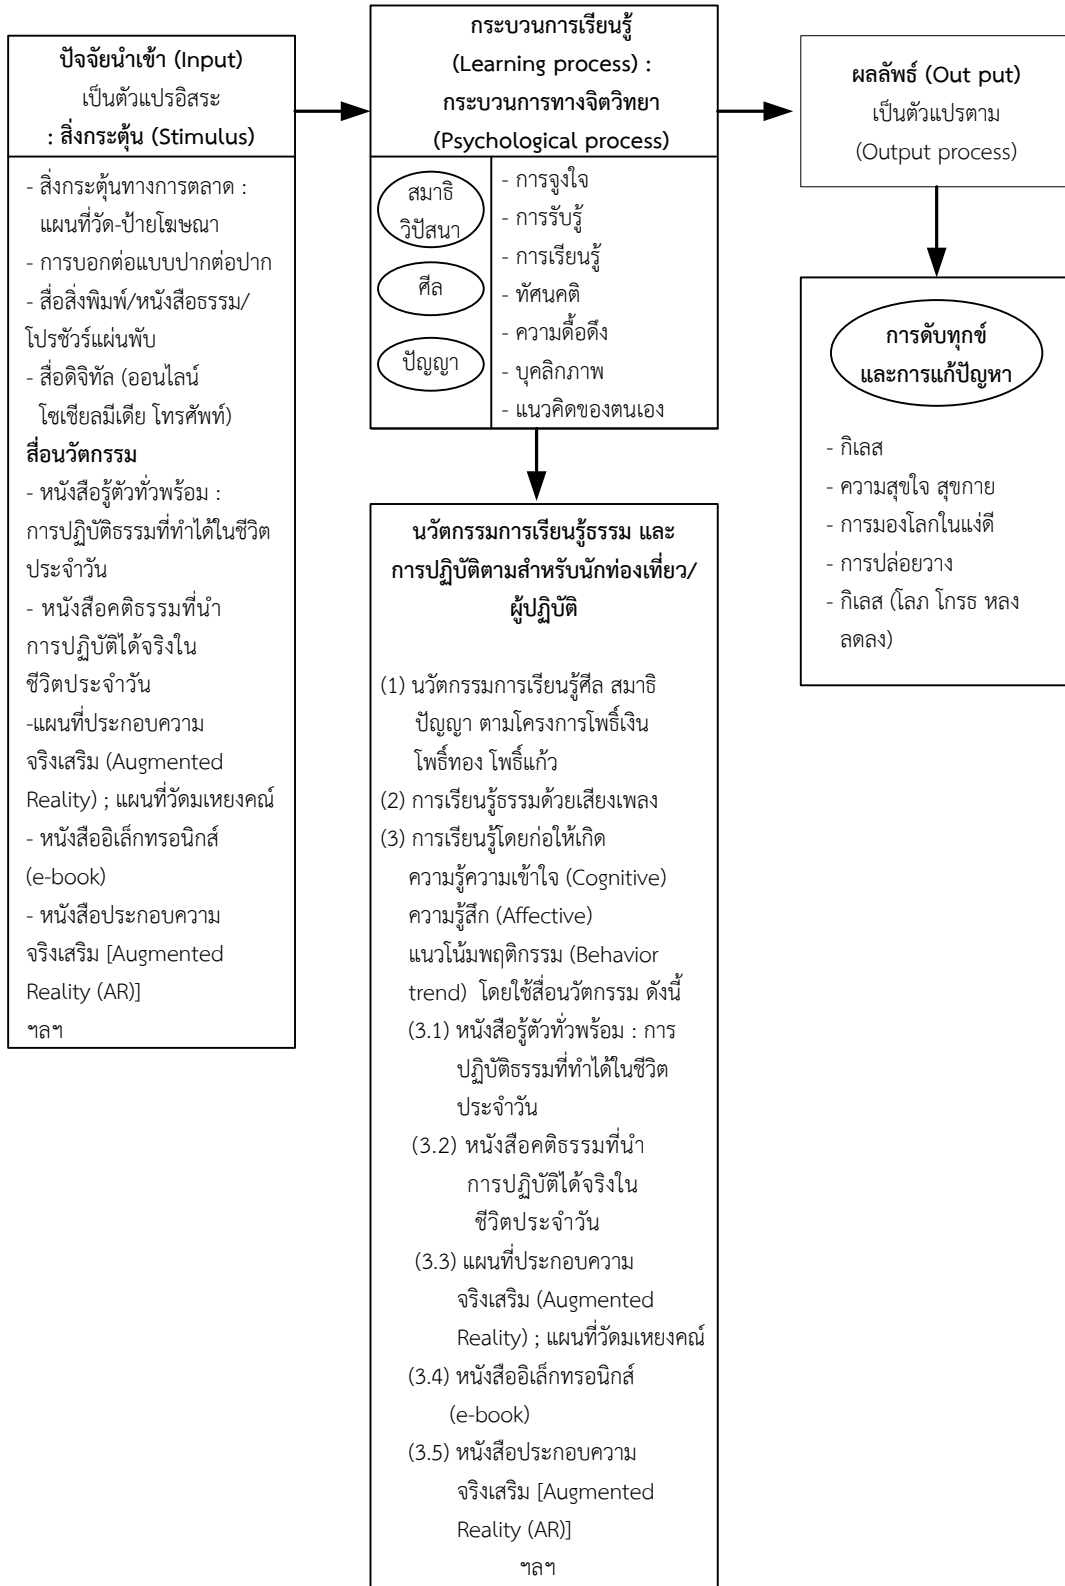 ปัจจัยนำเข้า (Input)
เป็นตัวแปรอิสระ
: สิ่งกระตุ้น (Stimulus)
- สิ่งกระตุ้นทางการตลาด :
แผนที่วัด-ป้ายโฆษณา
- การบอกต่อแบบปากต่อปาก
- สื่อสิ่งพิมพ์/หนังสือธรรม/
โปรชัวร์แผ่นพับ
- สื่อดิจิทัล (ออนไลน์
โซเชียลมีเดีย โทรศัพท์)
สื่อนวัตกรรม
- หนังสือรู้ตัวทั่วพร้อม :
การปฏิบัติธรรมที่ทำได้ในชีวิต
ประจำวัน
- หนังสือคติธรรมที่นำ
การปฏิบัติได้จริงใน
ชีวิตประจำวัน
-แผนที่ประกอบความ
จริงเสริม (Augmented
Reality) ; แผนที่วัดมเหยงคณ์
- หนังสืออิเล็กทรอนิกส์
(e-book)
- หนังสือประกอบความ
จริงเสริม [Augmented
Reality (AR)]
ฯลฯ
กระบวนการเรียนรู้
(Learning process) :
กระบวนการทางจิตวิทยา
(Psychological process)
สมาธิ
วิปัสนา
ศีล
ปัญญา
- การจูงใจ
- การรับรู้
- การเรียนรู้
- ทัศนคติ
- ความดื้อดึง
- บุคลิกภาพ
- แนวคิดของตนเอง
นวัตกรรมการเรียนรู้ธรรม และ
การปฏิบัติตามสำหรับนักท่องเที่ยว/
ผู้ปฏิบัติ
(1) นวัตกรรมการเรียนรู้ศีล สมาธิ
ปัญญา ตามโครงการโพธิ์เงิน
โพธิ์ทอง โพธิ์แก้ว
(2) การเรียนรู้ธรรมด้วยเสียงเพลง
(3) การเรียนรู้โดยก่อให้เกิด
ความรู้ความเข้าใจ (Cognitive)
ความรู้สึก (Affective)
แนวโน้มพฤติกรรม (Behavior
trend) โดยใช้สื่อนวัตกรรม ดังนี้
(3.1) หนังสือรู้ตัวทั่วพร้อม : การ
ปฏิบัติธรรมที่ทำได้ในชีวิต
ประจำวัน
(3.2) หนังสือคติธรรมที่นำ
การปฏิบัติได้จริงใน
ชีวิตประจำวัน
(3.3) แผนที่ประกอบความ
จริงเสริม (Augmented
Reality) ; แผนที่วัดมเหยงคณ์
(3.4) หนังสืออิเล็กทรอนิกส์
(e-book)
(3.5) หนังสือประกอบความ
จริงเสริม [Augmented
Reality (AR)]
ฯลฯ
ผลลัพธ์ (Out put)
เป็นตัวแปรตาม
(Output process)
การดับทุกข์
และการแก้ปัญหา
- กิเลส
- ความสุขใจ สุขกาย
- การมองโลกในแง่ดี
- การปล่อยวาง
- กิเลส (โลภ โกรธ หลง
ลดลง)